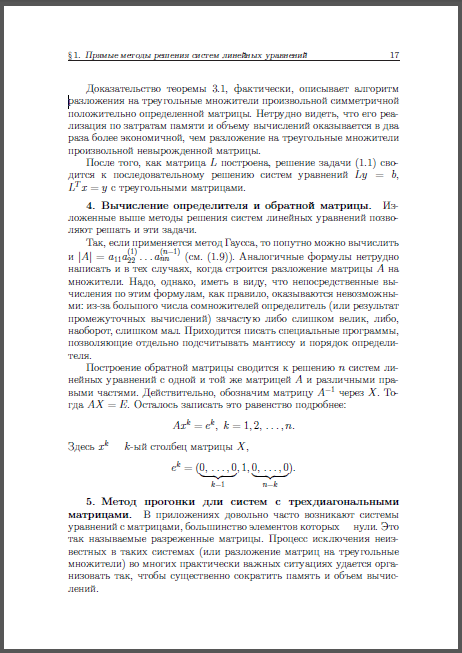 § 1. Прямые методы решения систем линейных уравнений 17
Доказательство теоремы 3.1, фактически, описывает алгоритм
разложения на треугольные множители произвольной симметричной
положительно определенной матрицы. Нетрудно видеть, что его реа-
лизация по затратам памяти и объему вычислений оказывается в два
раза более экономичной, чем разложение на треугольные множители
произвольной невырожденной матрицы.
После того, как матрица L построена, решение задачи (1.1) сво-
дится к последовательному решению систем уравнений Ly = b,
Lᵀx = y с треугольными матрицами.
4. Вычисление определителя и обратной матрицы. Из-
ложенные выше методы решения систем линейных уравнений позво-
ляют решать и эти задачи.
Так, если применяется метод Гаусса, то попутно можно вычислить
и |A| = a₁₁a₂₂⁽¹⁾ . . . aₙₙ⁽ⁿ⁻¹⁾ (см. (1.9)). Аналогичные формулы нетрудно
написать и в тех случаях, когда строится разложение матрицы A на
множители. Надо, однако, иметь в виду, что непосредственные вы-
числения по этим формулам, как правило, оказываются невозможны-
ми: из-за большого числа сомножителей определитель (или результат
промежуточных вычислений) зачастую либо слишком велик, либо,
наоборот, слишком мал. Приходится писать специальные программы,
позволяющие отдельно подсчитывать мантиссу и порядок определи-
теля.
Построение обратной матрицы сводится к решению n систем ли-
нейных уравнений с одной и той же матрицей A и различными пра-
выми частями. Действительно, обозначим матрицу A⁻¹ через X. То-
гда AX = E. Осталось записать это равенство подробнее:
Axᵏ = eᵏ, k = 1, 2, . . . , n.
Здесь xᵏ k-ый столбец матрицы X,
eᵏ = (0, . . . , 0, 1, 0, . . . , 0).
k−1 n−k
5. Метод прогонки для систем с трехдиагональными
матрицами. В приложениях довольно часто возникают системы
уравнений с матрицами, большинство элементов которых нули. Это
так называемые разреженные матрицы. Процесс исключения неиз-
вестных в таких системах (или разложение матриц на треугольные
множители) во многих практически важных ситуациях удается орга-
низовать так, чтобы существенно сократить память и объем вычис-
лений.